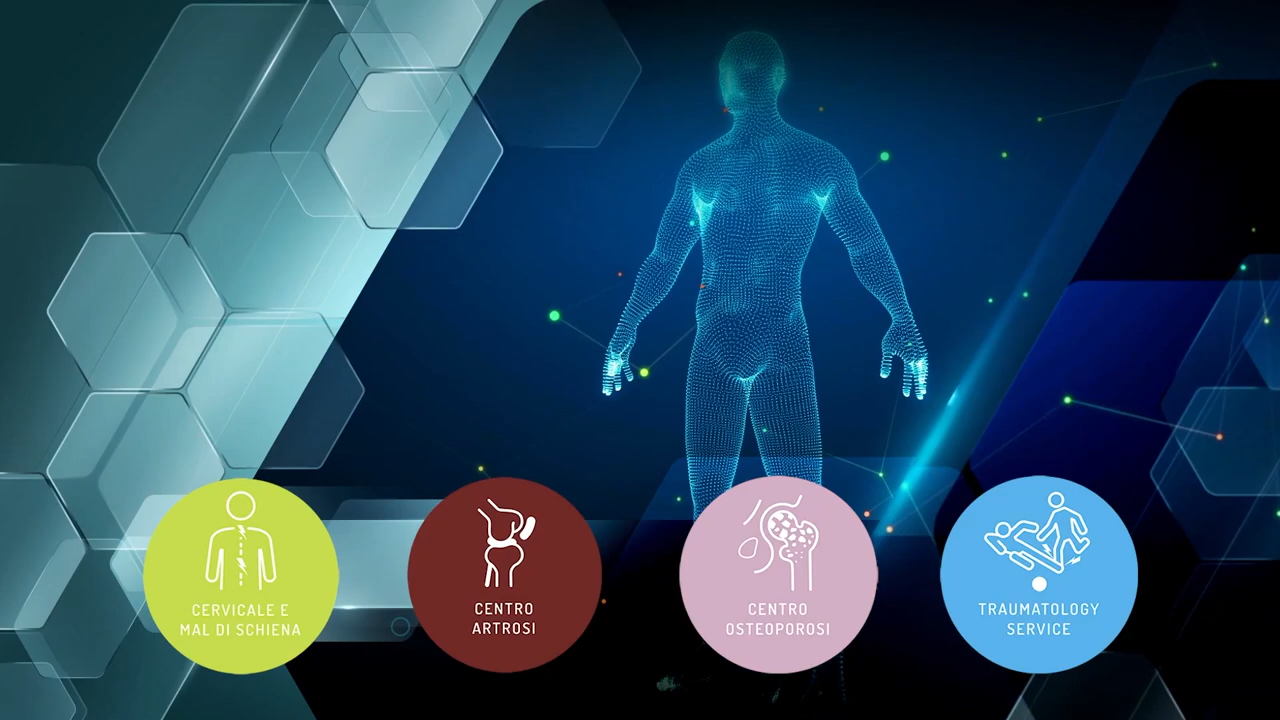 CERVICALE E
MAL DI SCHIENA
CENTRO
ARTROSI
CENTRO
OSTEOPOROSI
TRAUMATOLOGY
SERVICE